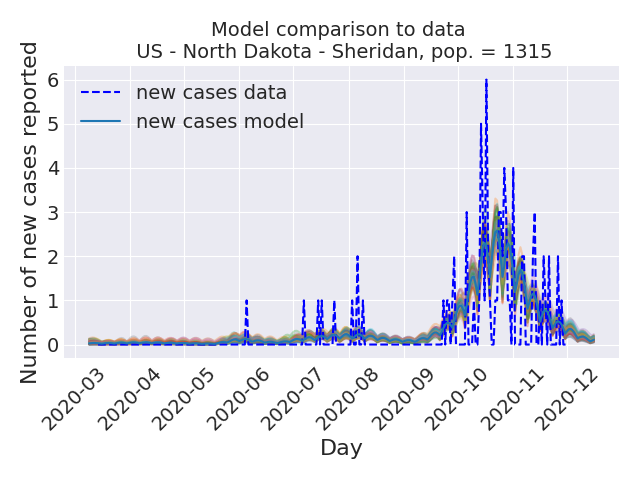 Model comparison to data
US - North Dakota - Sheridan, pop. = 1315
Number of new cases reported
6
5
4
3
2
1
0
new cases data
new cases model
2020-03
2020-04
2020-05
2020-06
2020-07
2020-08
2020-09
2020-10
2020-11
2020-12
Day